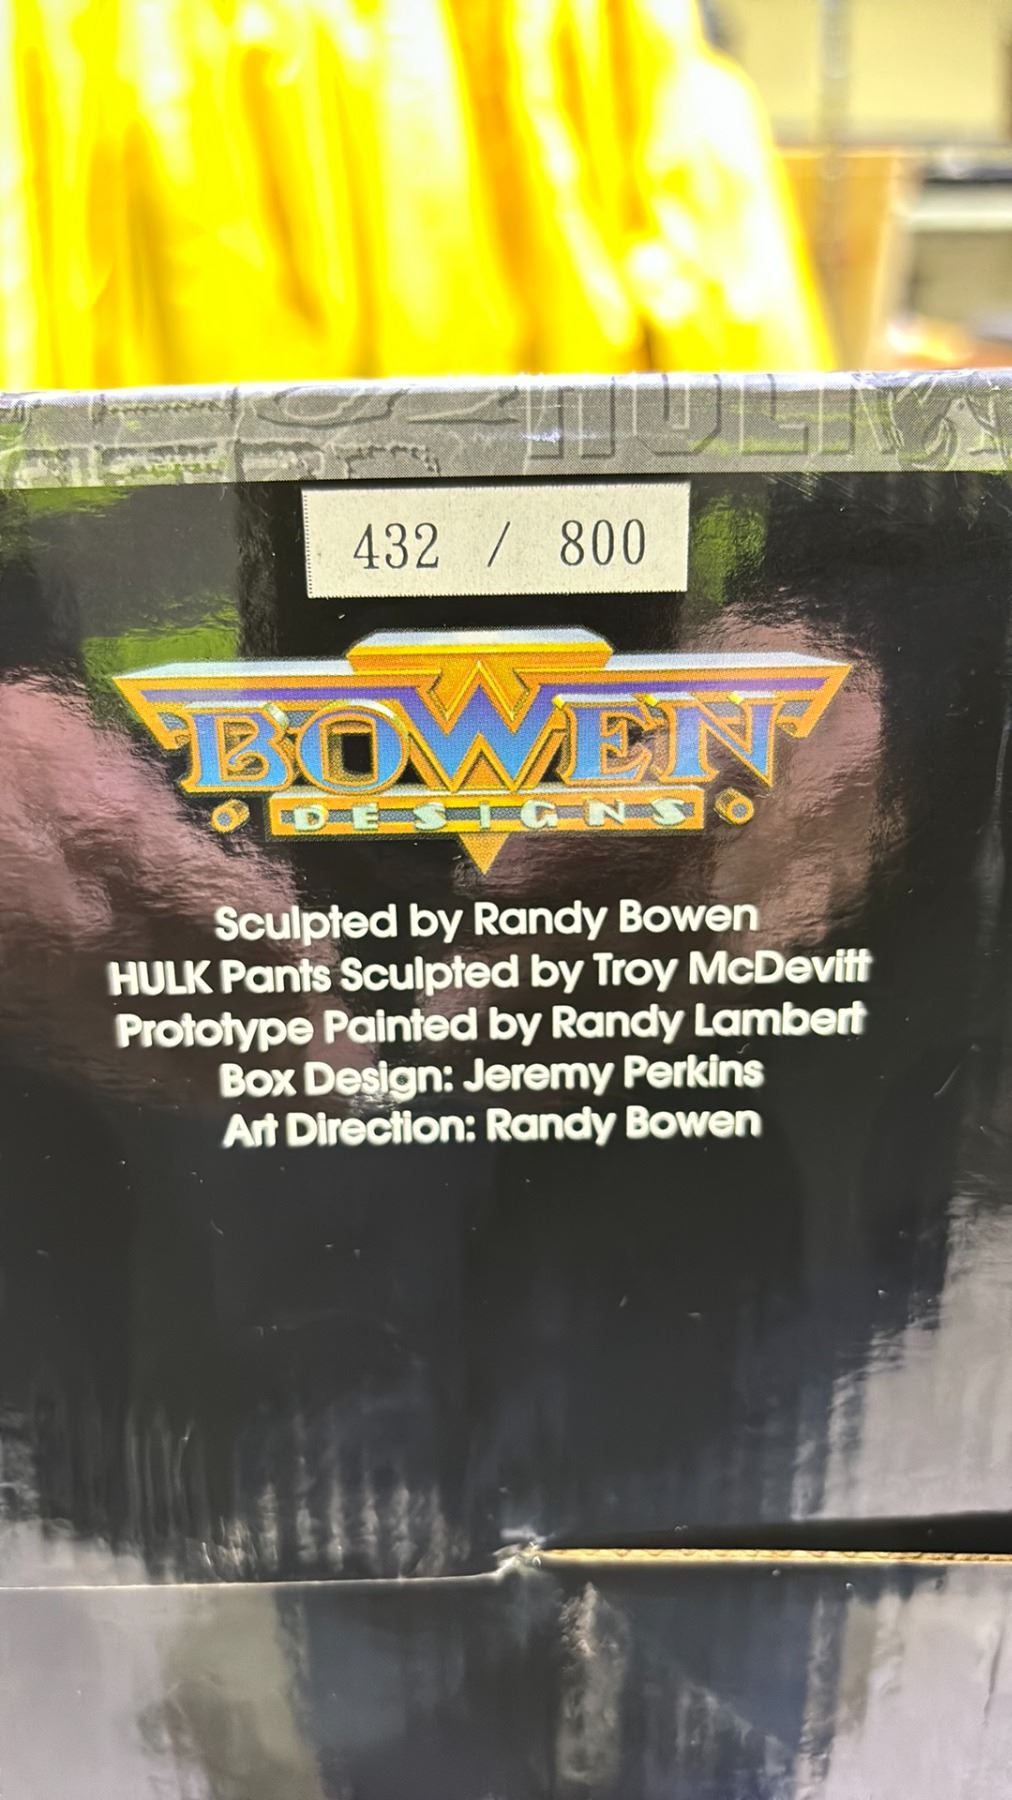 HULK
432 / 800
BOWEN
DESIGNS
Sculpted by Randy Bowen
HULK Pants Sculpted by Troy McDevitt
Prototype Painted by Randy Lambert
Box Design: Jeremy Perkins
Art Direction: Randy Bowen